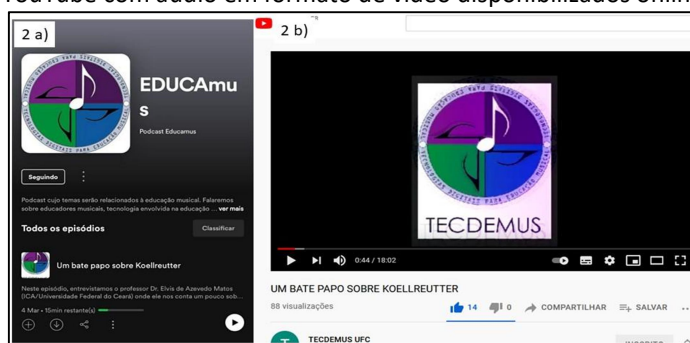 YouTube com áudio em formato de vídeo disponibilizados onlin
2 a)
EDUCAmu
s
Podcast Educamus
Seguindo
Podcast cujo temas serão relacionados à educação musical. Falaremos
sobre educadores musicais, tecnologia envolvida na educação ... ver mais
Todos os episódios
Classificar
Um bate papo sobre Koellreutter
Neste episódio, entrevistamos o professor Dr. Elvis de Azevedo Matos
(ICA/Universidade Federal do Ceará) onde ele nos conta um pouco sob...
4 Mar • 15min restante(s)
2 b)
TECDEMUS
0:44 / 18:02
UM BATE PAPO SOBRE KOELLREUTTER
88 visualizações
14
0
COMPARTILHAR
SALVAR
...
T
TECDEMUS UFC
INSCRITO